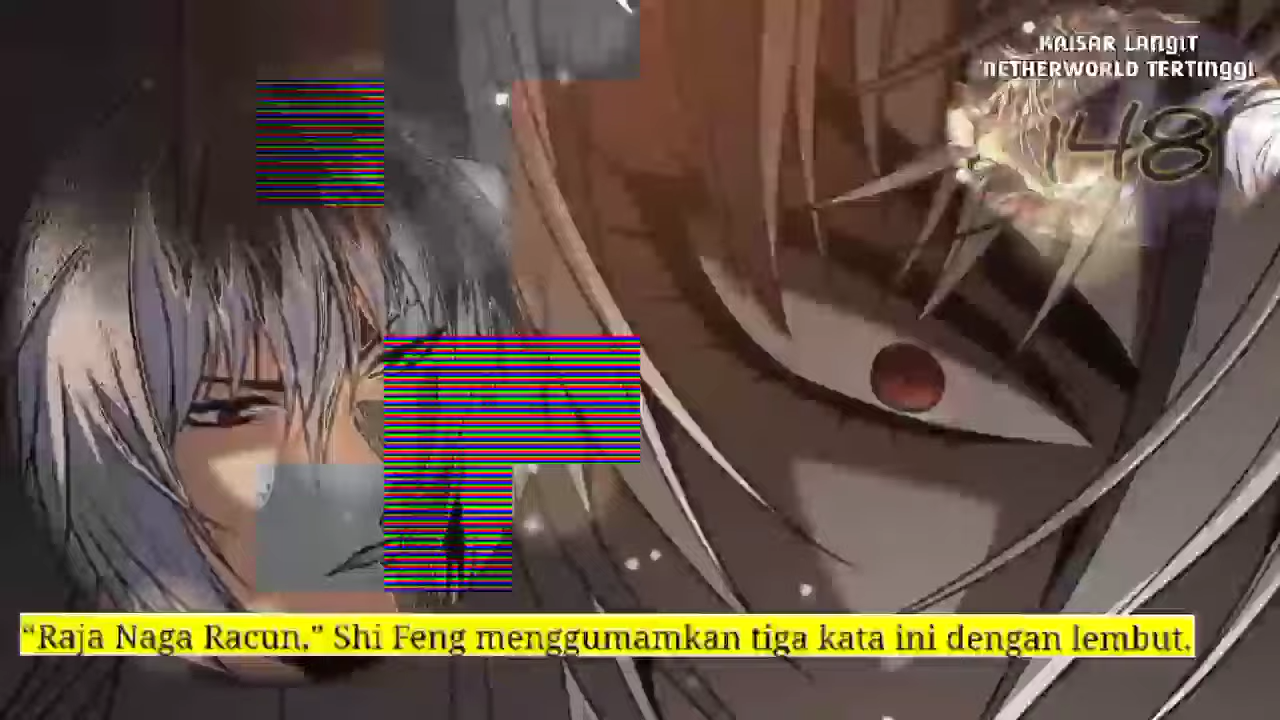 KAISAR LANGIT
NETHERWORLD TERTINGGI
148
“Raja Naga Racun,” Shi Feng menggumamkan tiga kata ini dengan lembut.